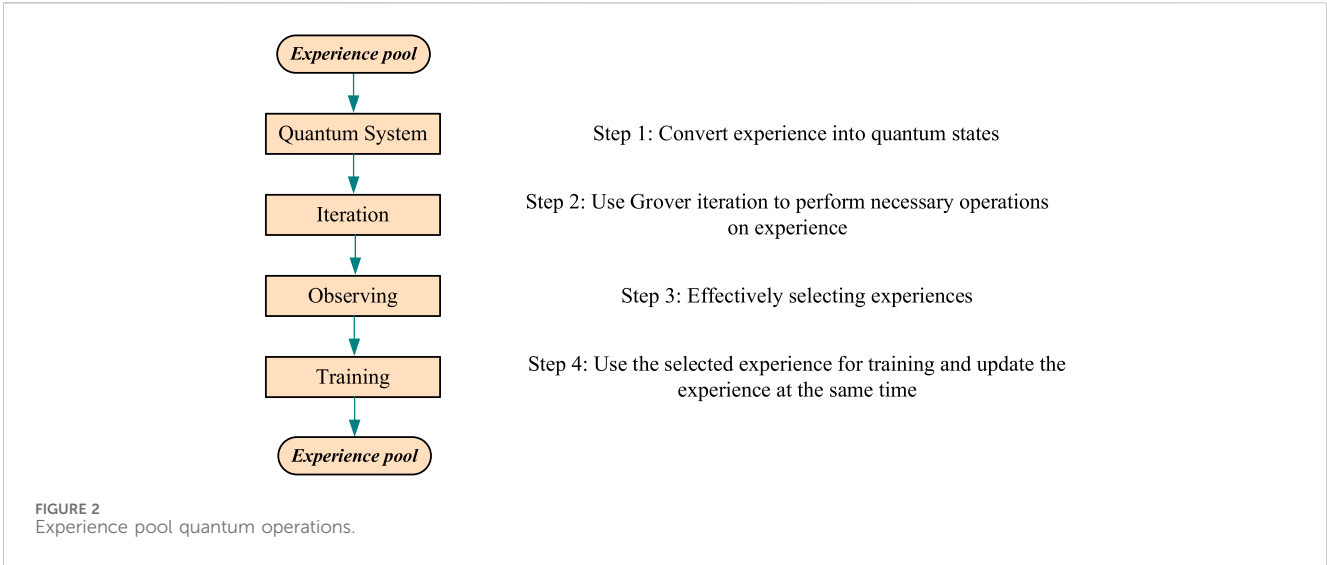 Experience pool
Quantum System
Step 1: Convert experience into quantum states
Iteration
Step 2: Use Grover iteration to perform necessary operations
on experience
Observing
Step 3: Effectively selecting experiences
Training
Step 4: Use the selected experience for training and update the
experience at the same time
Experience pool
FIGURE 2
Experience pool quantum operations.